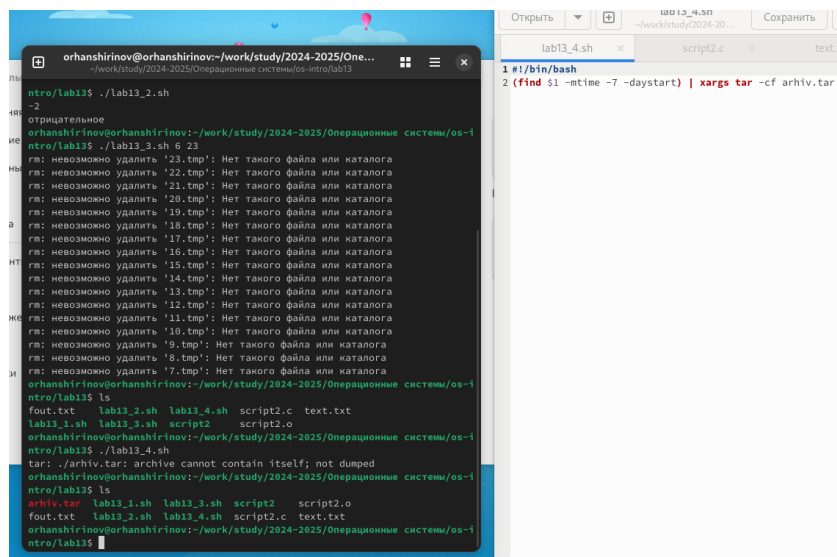 orhanshirinov@orhanshirinov:~/work/study/2024-2025/Опе...
~/work/study/2024-2025/Операционные системы/os-intro/lab13
ntro/lab13$ ./lab13_2.sh
-2
отрицательное
orhanshirinov@orhanshirinov:~/work/study/2024-2025/Операционные системы/os-i
ntro/lab13$ ./lab13_3.sh 6 23
rm: невозможно удалить '23.tmp': Нет такого файла или каталога
rm: невозможно удалить '22.tmp': Нет такого файла или каталога
rm: невозможно удалить '21.tmp': Нет такого файла или каталога
rm: невозможно удалить '20.tmp': Нет такого файла или каталога
rm: невозможно удалить '19.tmp': Нет такого файла или каталога
rm: невозможно удалить '18.tmp': Нет такого файла или каталога
rm: невозможно удалить '17.tmp': Нет такого файла или каталога
rm: невозможно удалить '16.tmp': Нет такого файла или каталога
rm: невозможно удалить '15.tmp': Нет такого файла или каталога
rm: невозможно удалить '14.tmp': Нет такого файла или каталога
rm: невозможно удалить '13.tmp': Нет такого файла или каталога
rm: невозможно удалить '12.tmp': Нет такого файла или каталога
rm: невозможно удалить '11.tmp': Нет такого файла или каталога
rm: невозможно удалить '10.tmp': Нет такого файла или каталога
rm: невозможно удалить '9.tmp': Нет такого файла или каталога
rm: невозможно удалить '8.tmp': Нет такого файла или каталога
rm: невозможно удалить '7.tmp': Нет такого файла или каталога
orhanshirinov@orhanshirinov:~/work/study/2024-2025/Операционные системы/os-i
ntro/lab13$ ls
fout.txt lab13_2.sh lab13_4.sh script2.c text.txt
lab13_1.sh lab13_3.sh script2 script2.o
orhanshirinov@orhanshirinov:~/work/study/2024-2025/Операционные системы/os-i
ntro/lab13$ ./lab13_4.sh
tar: ./arhiv.tar: archive cannot contain itself; not dumped
orhanshirinov@orhanshirinov:~/work/study/2024-2025/Операционные системы/os-i
ntro/lab13$ ls
arhiv.tar lab13_1.sh lab13_3.sh script2 script2.o
fout.txt lab13_2.sh lab13_4.sh script2.c text.txt
orhanshirinov@orhanshirinov:~/work/study/2024-2025/Операционные системы/os-i
ntro/lab13$
Открыть lab13_4.sh Сохранить
~/work/study/2024-20...
lab13_4.sh × script2.c × text.
1 #!/bin/bash
2 (find $1 -mtime -7 -daystart) | xargs tar -cf arhiv.tar